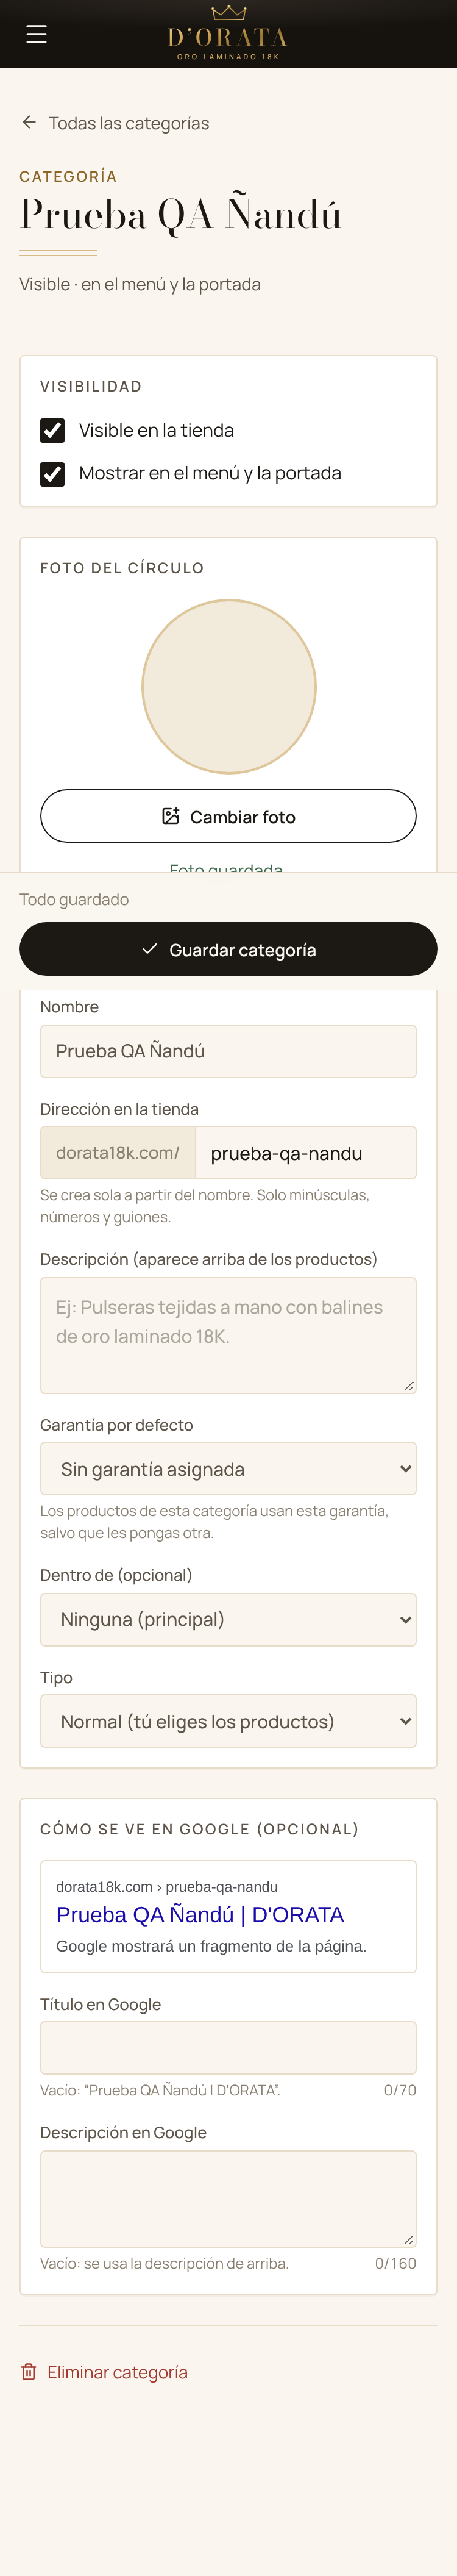 D'ORATA
ORO LAMINADO 18K
Todas las categorías
CATEGORÍA
Prueba QA Ñandú
Visible · en el menú y la portada
VISIBILIDAD
Visible en la tienda
Mostrar en el menú y la portada
FOTO DEL CÍRCULO
Cambiar foto
Foto guardada
Todo guardado
Guardar categoría
Nombre
Prueba QA Ñandú
Dirección en la tienda
dorata18k.com/ prueba-qa-nandu
Se crea sola a partir del nombre. Solo minúsculas,
números y guiones.
Descripción (aparece arriba de los productos)
Ej: Pulseras tejidas a mano con balines
de oro laminado 18K.
Garantía por defecto
Sin garantía asignada
Los productos de esta categoría usan esta garantía,
salvo que les pongas otra.
Dentro de (opcional)
Ninguna (principal)
Tipo
Normal (tú eliges los productos)
CÓMO SE VE EN GOOGLE (OPCIONAL)
dorata18k.com › prueba-qa-nandu
Prueba QA Ñandú | D'ORATA
Google mostrará un fragmento de la página.
Título en Google
Vacío: “Prueba QA Ñandú | D'ORATA”. 0/70
Descripción en Google
Vacío: se usa la descripción de arriba. 0/160
Eliminar categoría